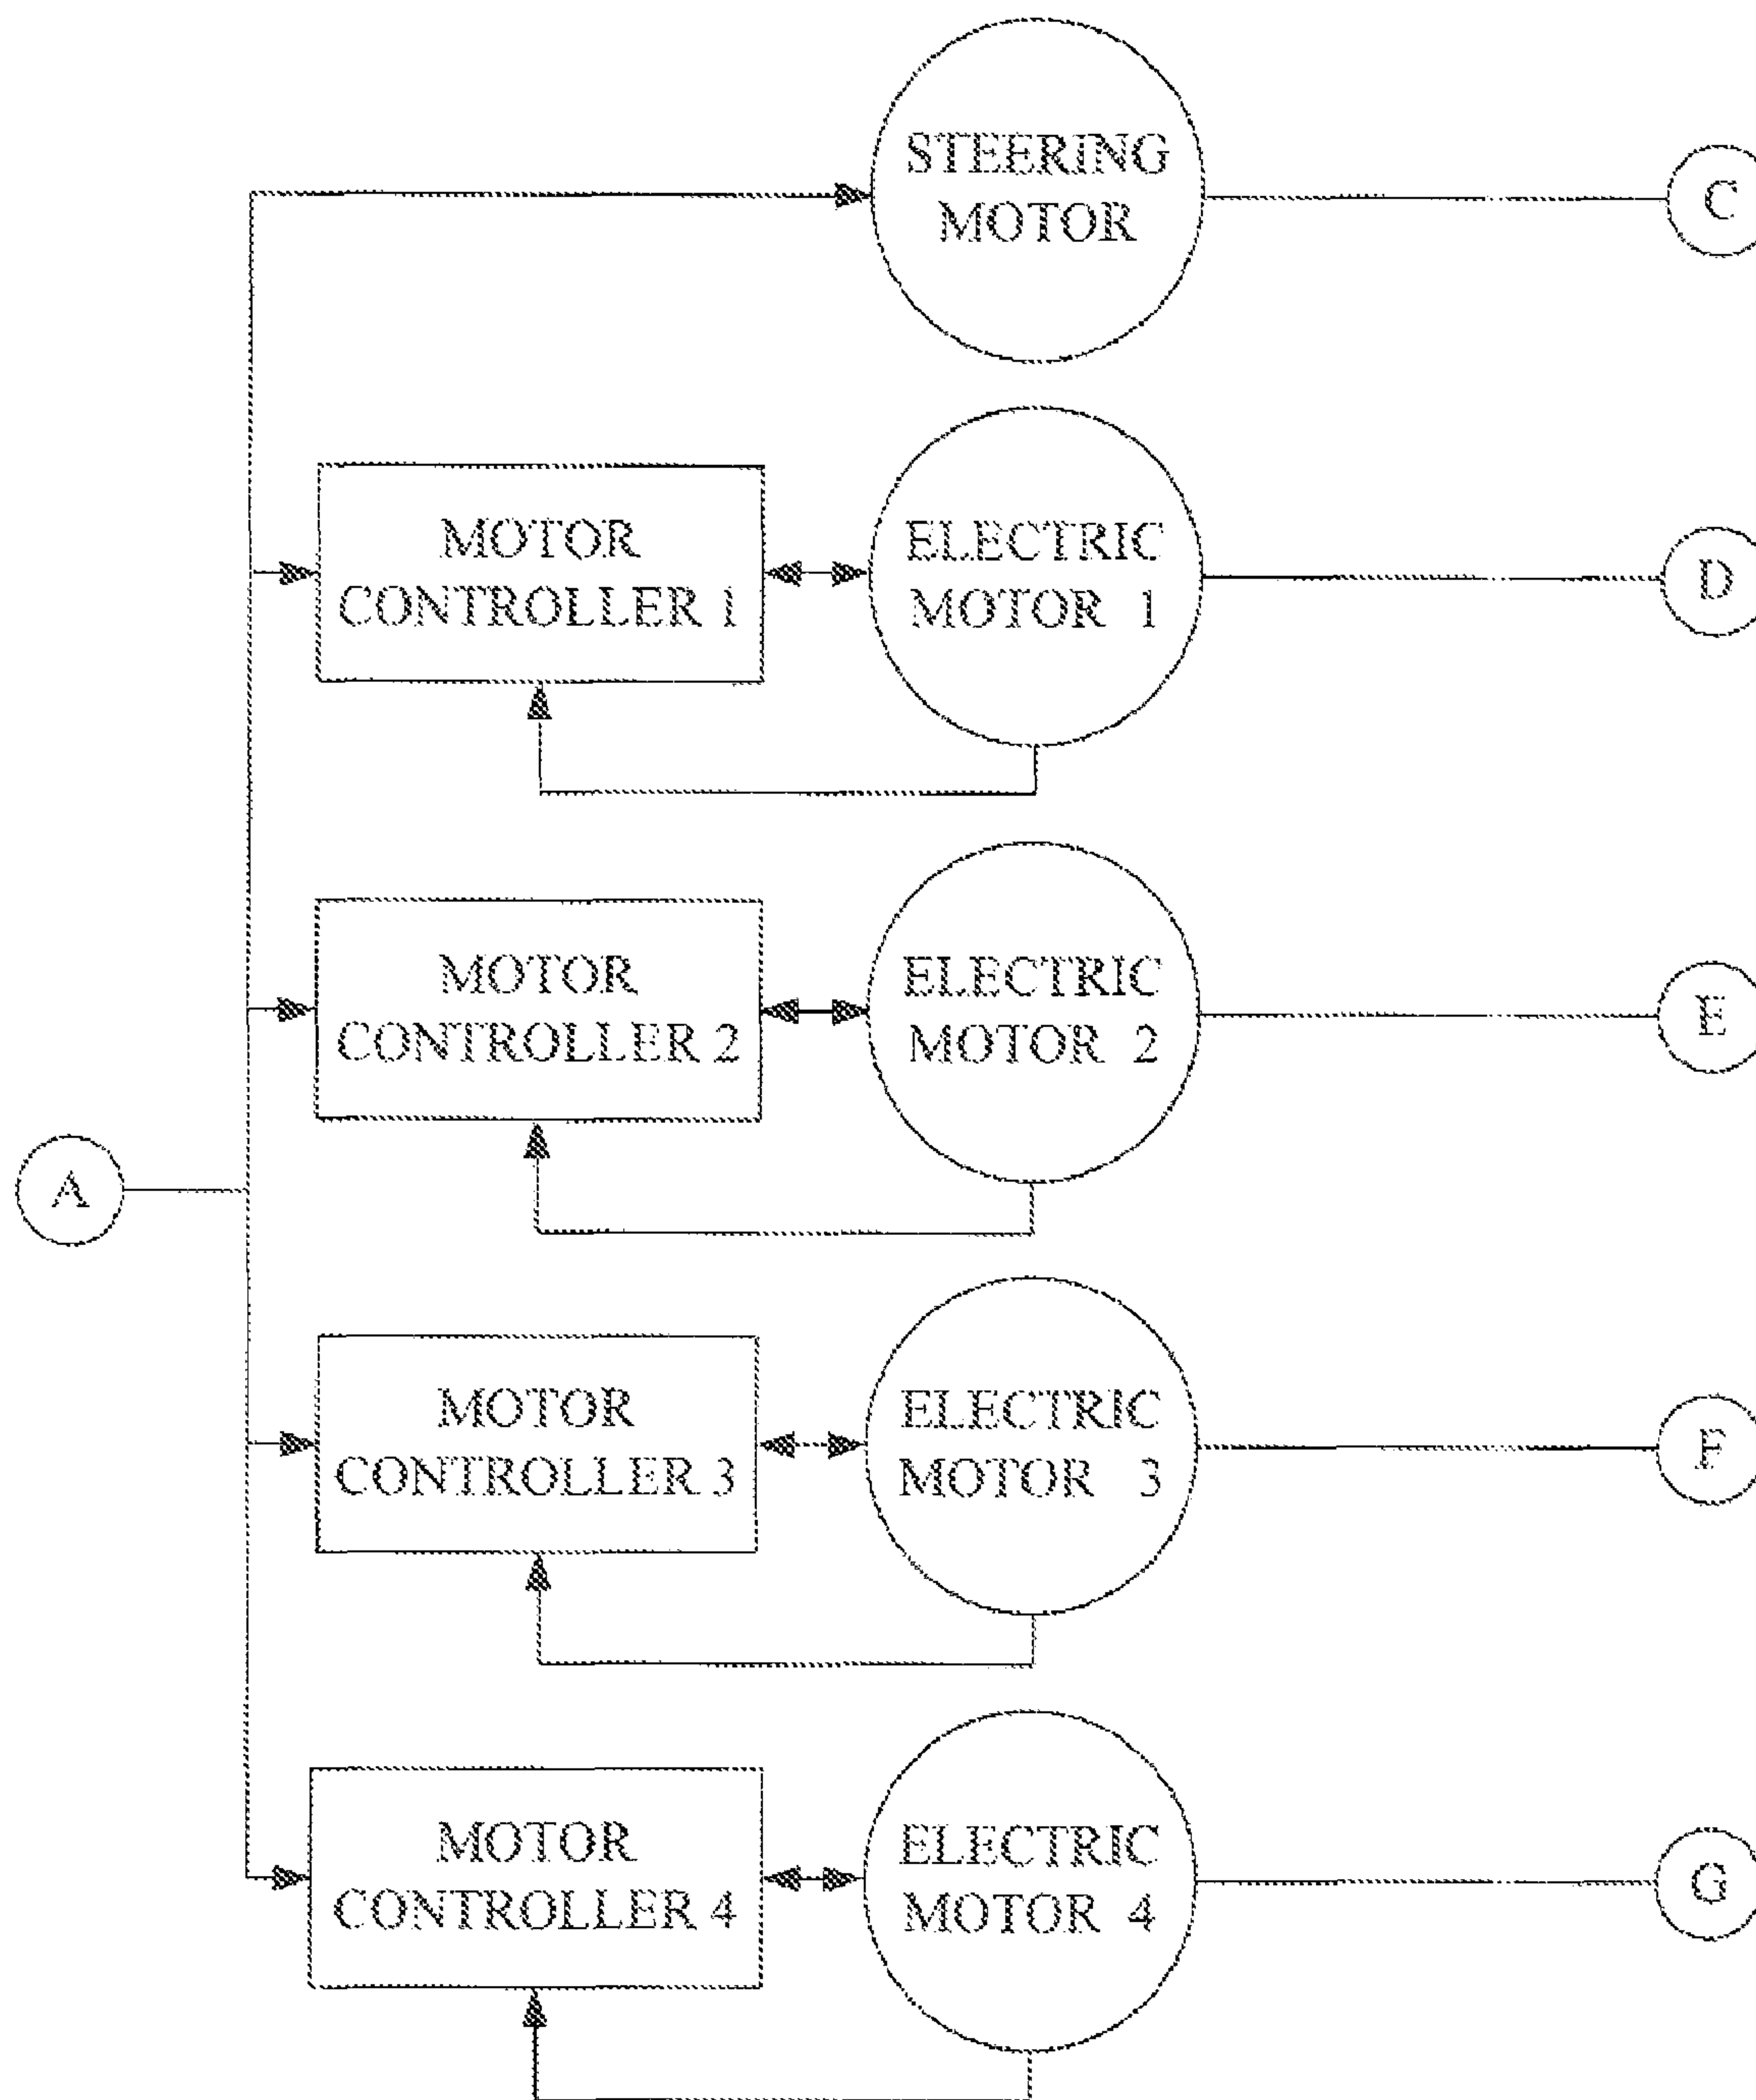 STEERING
MOTOR
C
MOTOR
CONTROLLER 1
ELECTRIC
MOTOR 1
D
MOTOR
CONTROLLER 2
ELECTRIC
MOTOR 2
E
A
MOTOR
CONTROLLER 3
ELECTRIC
MOTOR 3
F
MOTOR
CONTROLLER 4
ELECTRIC
MOTOR 4
G